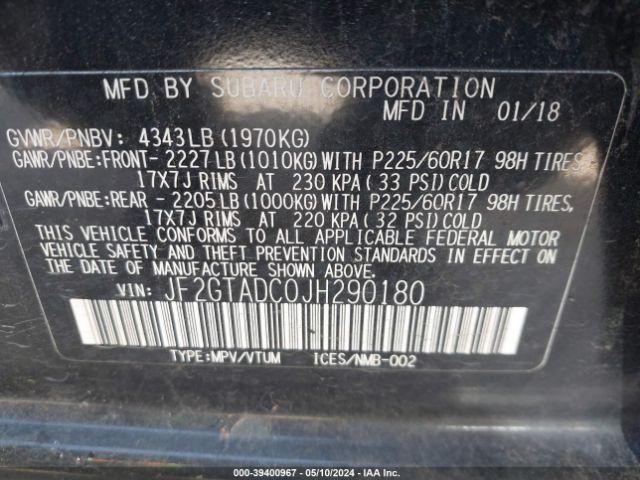 MFD BY SUBARU CORPORATION
MFD IN 01/18
GVWR/PNBV: 4343LB (1970KG)
GAWR/PNBE:FRONT- 2227LB (1010KG) WITH P225/60R17 98H TIRES,
17X7J RIMS AT 230 KPA( 33 PSI) COLD
GAWR/PNBE:REAR - 2205LB (1000KG) WITH P225/60R17 98H TIRES,
17X7J RIMS AT 220 KPA( 32 PSI) COLD
THIS VEHICLE CONFORMS TO ALL APPLICABLE FEDERAL MOTOR
VEHICLE SAFETY AND THEFT PREVENTION STANDARDS IN EFFECT ON
THE DATE OF MANUFACTURE SHOWN ABOVE.
VIN: JF2GTADC0JH290180
TYPE:MPV/VTUM ICES/NMB-002
000-39400967 - 05/10/2024 - IAA Inc.